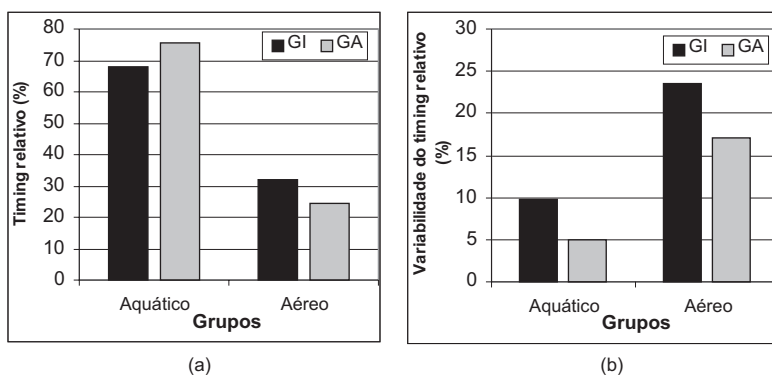 GI GA
Timing relativo (%)
80
70
60
50
40
30
20
10
0
Aquático Aéreo
Grupos
(a)
GI GA
Variabilidade do timing relativo
(%)
30
25
20
15
10
5
0
Aquático Aéreo
Grupos
(b)